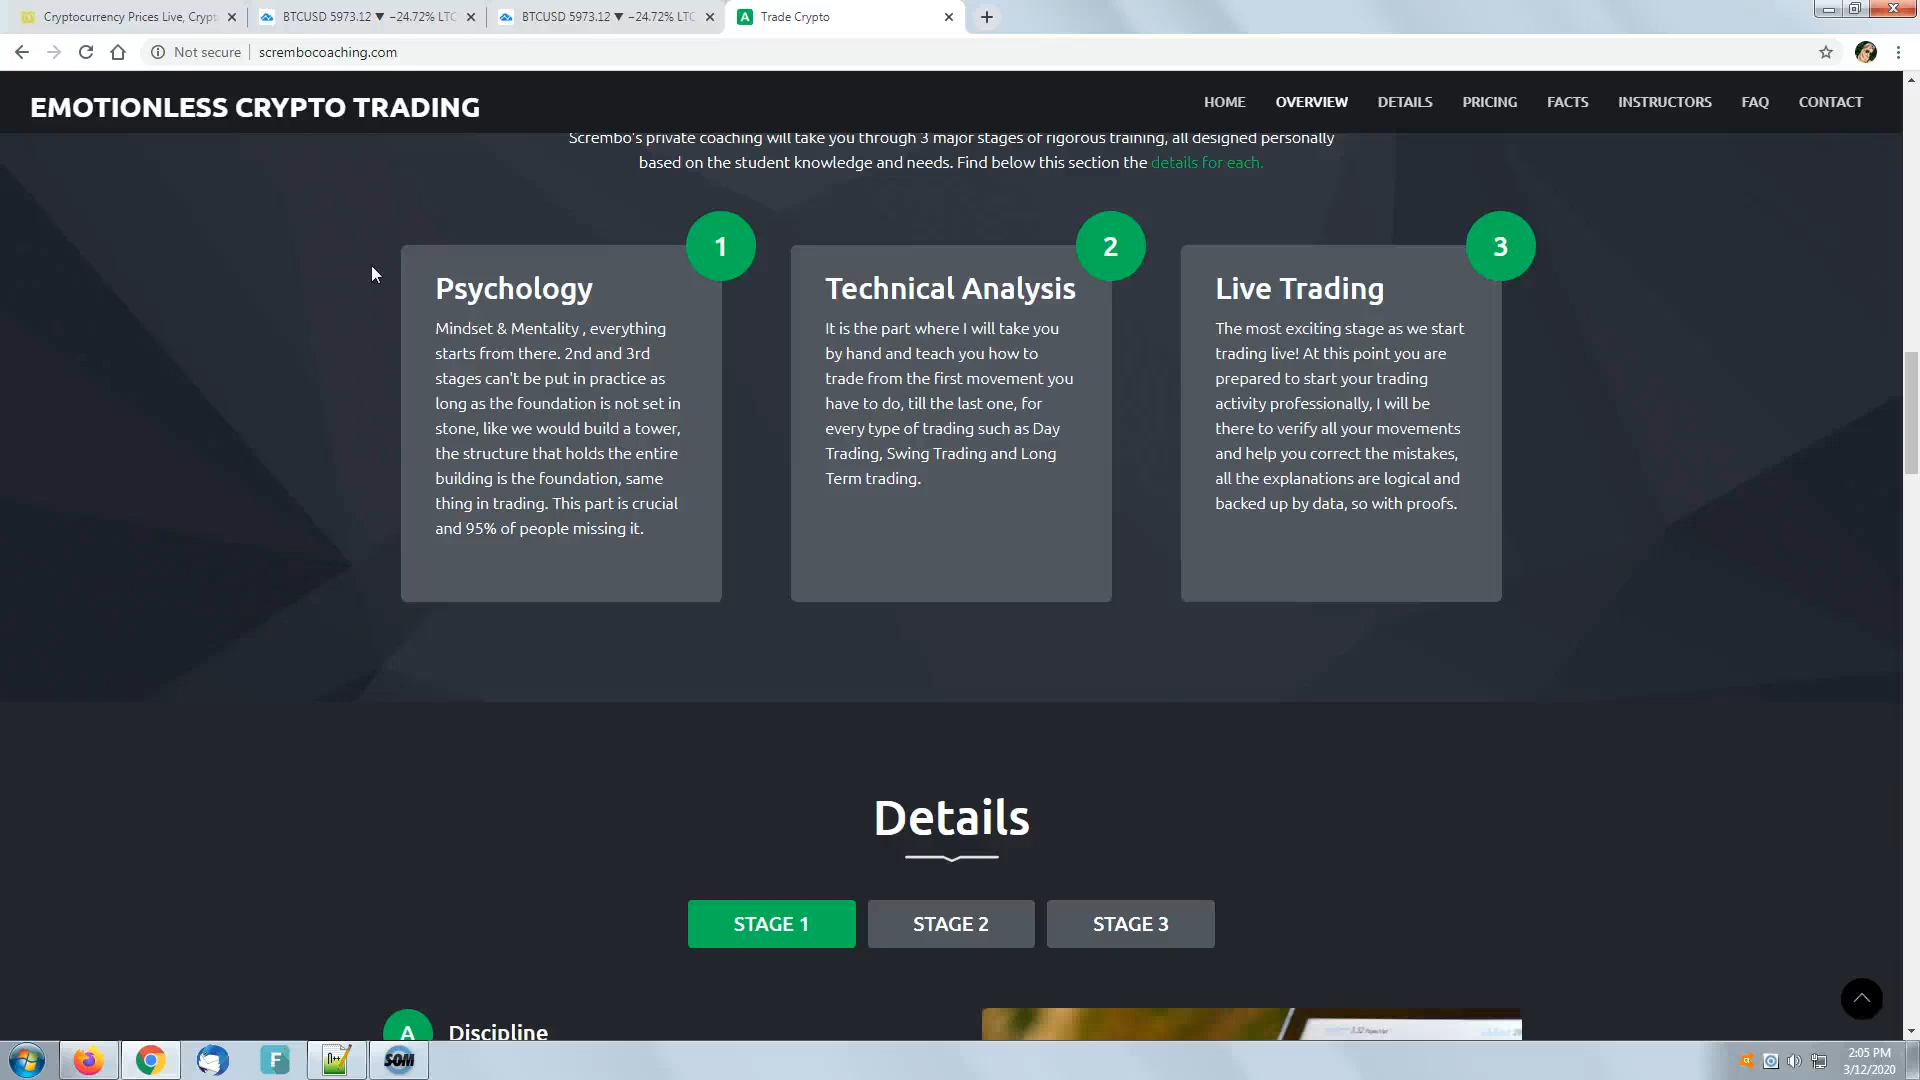 Cryptocurrency Prices Live, Crypt
BTCUSD 5973.12 ▼ −24.72% LTC
BTCUSD 5973.12 ▼ −24.72% LTC
Trade Crypto
Not secure
scrembocoaching.com
EMOTIONLESS CRYPTO TRADING
HOME
OVERVIEW
DETAILS
PRICING
FACTS
INSTRUCTORS
FAQ
CONTACT
Scrembo's private coaching will take you through 3 major stages of rigorous training, all designed personally
based on the student knowledge and needs. Find below this section the details for each.
1
Psychology
Mindset & Mentality , everything
starts from there. 2nd and 3rd
stages can't be put in practice as
long as the foundation is not set in
stone, like we would build a tower,
the structure that holds the entire
building is the foundation, same
thing in trading. This part is crucial
and 95% of people missing it.
2
Technical Analysis
It is the part where I will take you
by hand and teach you how to
trade from the first movement you
have to do, till the last one, for
every type of trading such as Day
Trading, Swing Trading and Long
Term trading.
3
Live Trading
The most exciting stage as we start
trading live! At this point you are
prepared to start your trading
activity professionally, I will be
there to verify all your movements
and help you correct the mistakes,
all the explanations are logical and
backed up by data, so with proofs.
Details
STAGE 1
STAGE 2
STAGE 3
A
Discipline
F
SOM
2:05 PM
3/12/2020